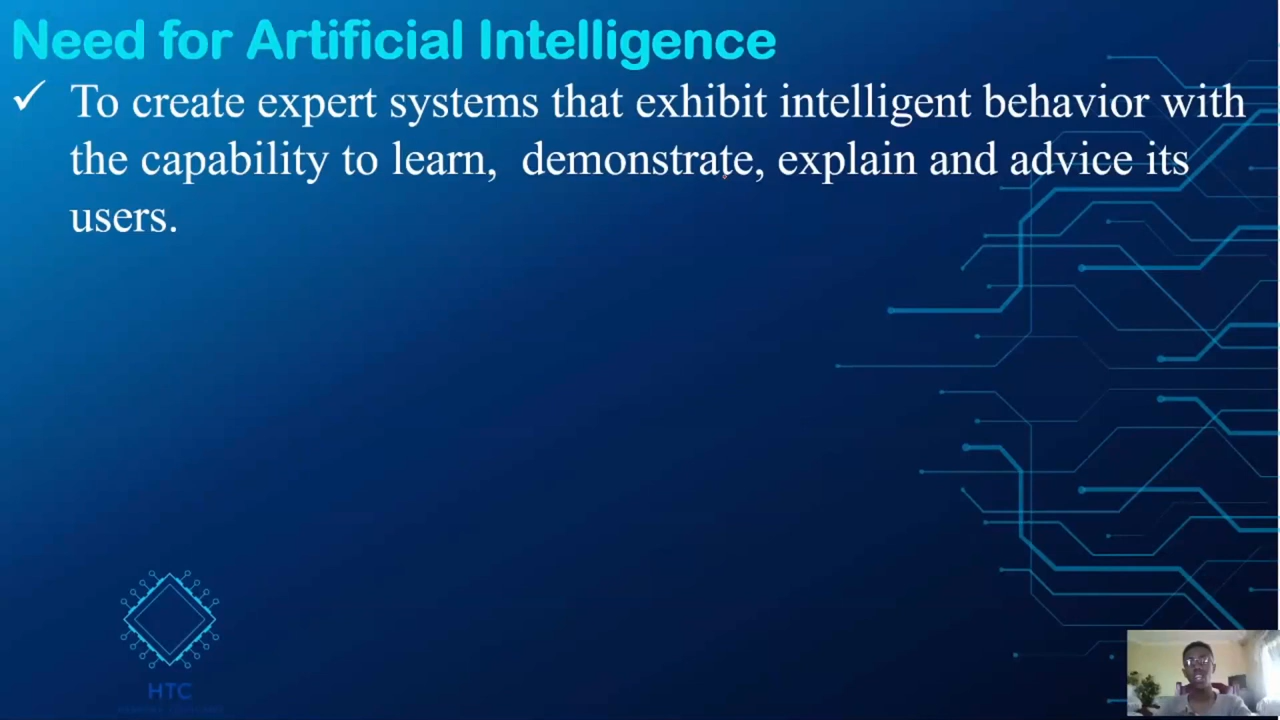 Need for Artificial Intelligence
✓ To create expert systems that exhibit intelligent behavior with
the capability to learn, demonstrate, explain and advice its
users.
HTC